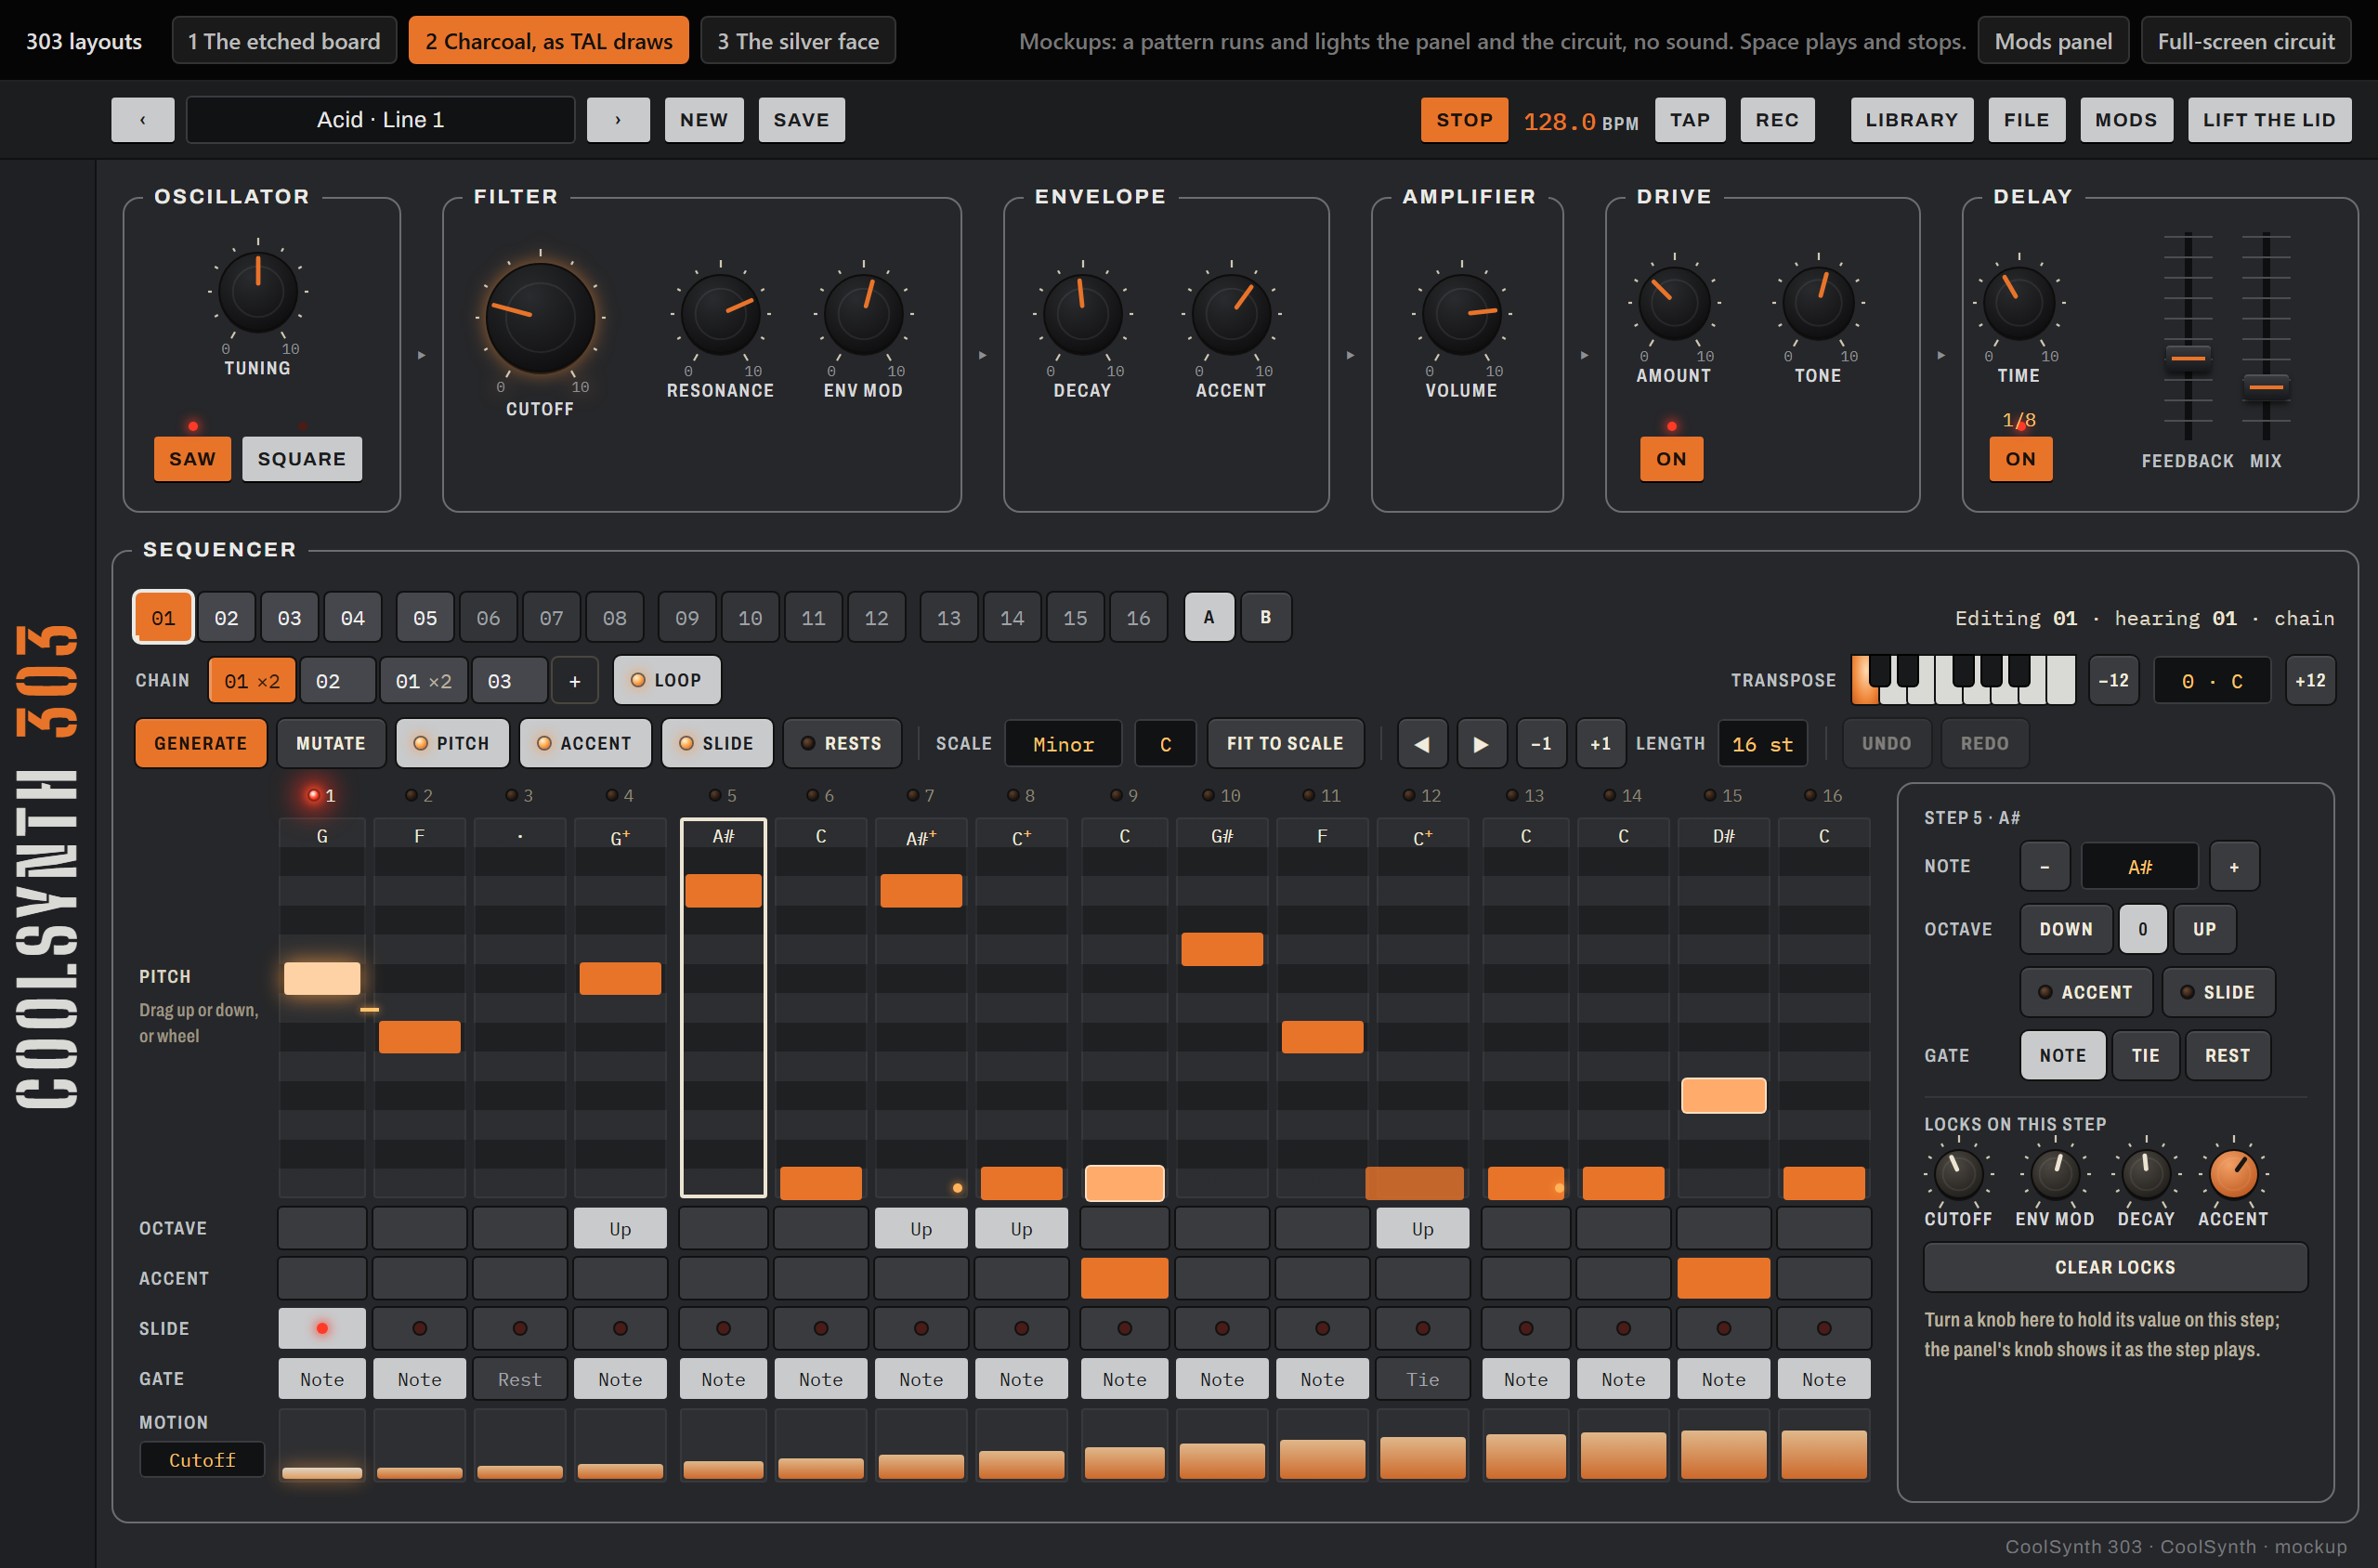 303 layouts 1 The etched board 2 Charcoal, as TAL draws 3 The silver face Mockups: a pattern runs and lights the panel and the circuit, no sound. Space plays and stops. Mods panel Full-screen circuit
‹ Acid · Line 1 › NEW SAVE STOP 128.0 BPM TAP REC LIBRARY FILE MODS LIFT THE LID
COOLSYNTH 303
OSCILLATOR FILTER ENVELOPE AMPLIFIER DRIVE DELAY
0 10 0 10 0 10 0 10 0 10 0 10 0 10 0 10 0 10 0 10
TUNING CUTOFF RESONANCE ENV MOD DECAY ACCENT VOLUME AMOUNT TONE TIME
1/8
SAW SQUARE ON ON FEEDBACK MIX
SEQUENCER
01 02 03 04 05 06 07 08 09 10 11 12 13 14 15 16 A B Editing 01 · hearing 01 · chain
CHAIN 01 ×2 02 01 ×2 03 + LOOP TRANSPOSE −12 0 · C +12
GENERATE MUTATE PITCH ACCENT SLIDE RESTS SCALE Minor C FIT TO SCALE ◀ ▶ −1 +1 LENGTH 16 st UNDO REDO
1 2 3 4 5 6 7 8 9 10 11 12 13 14 15 16
G F · G+ A# C A#+ C+ C G# F C+ C C D# C
PITCH
Drag up or down,
or wheel
OCTAVE Up Up Up Up
ACCENT
SLIDE
GATE Note Note Rest Note Note Note Note Note Note Note Note Tie Note Note Note Note
MOTION
Cutoff
STEP 5 · A#
NOTE − A# +
OCTAVE DOWN 0 UP
ACCENT SLIDE
GATE NOTE TIE REST
LOCKS ON THIS STEP
CUTOFF ENV MOD DECAY ACCENT
CLEAR LOCKS
Turn a knob here to hold its value on this step;
the panel's knob shows it as the step plays.
CoolSynth 303 · CoolSynth · mockup